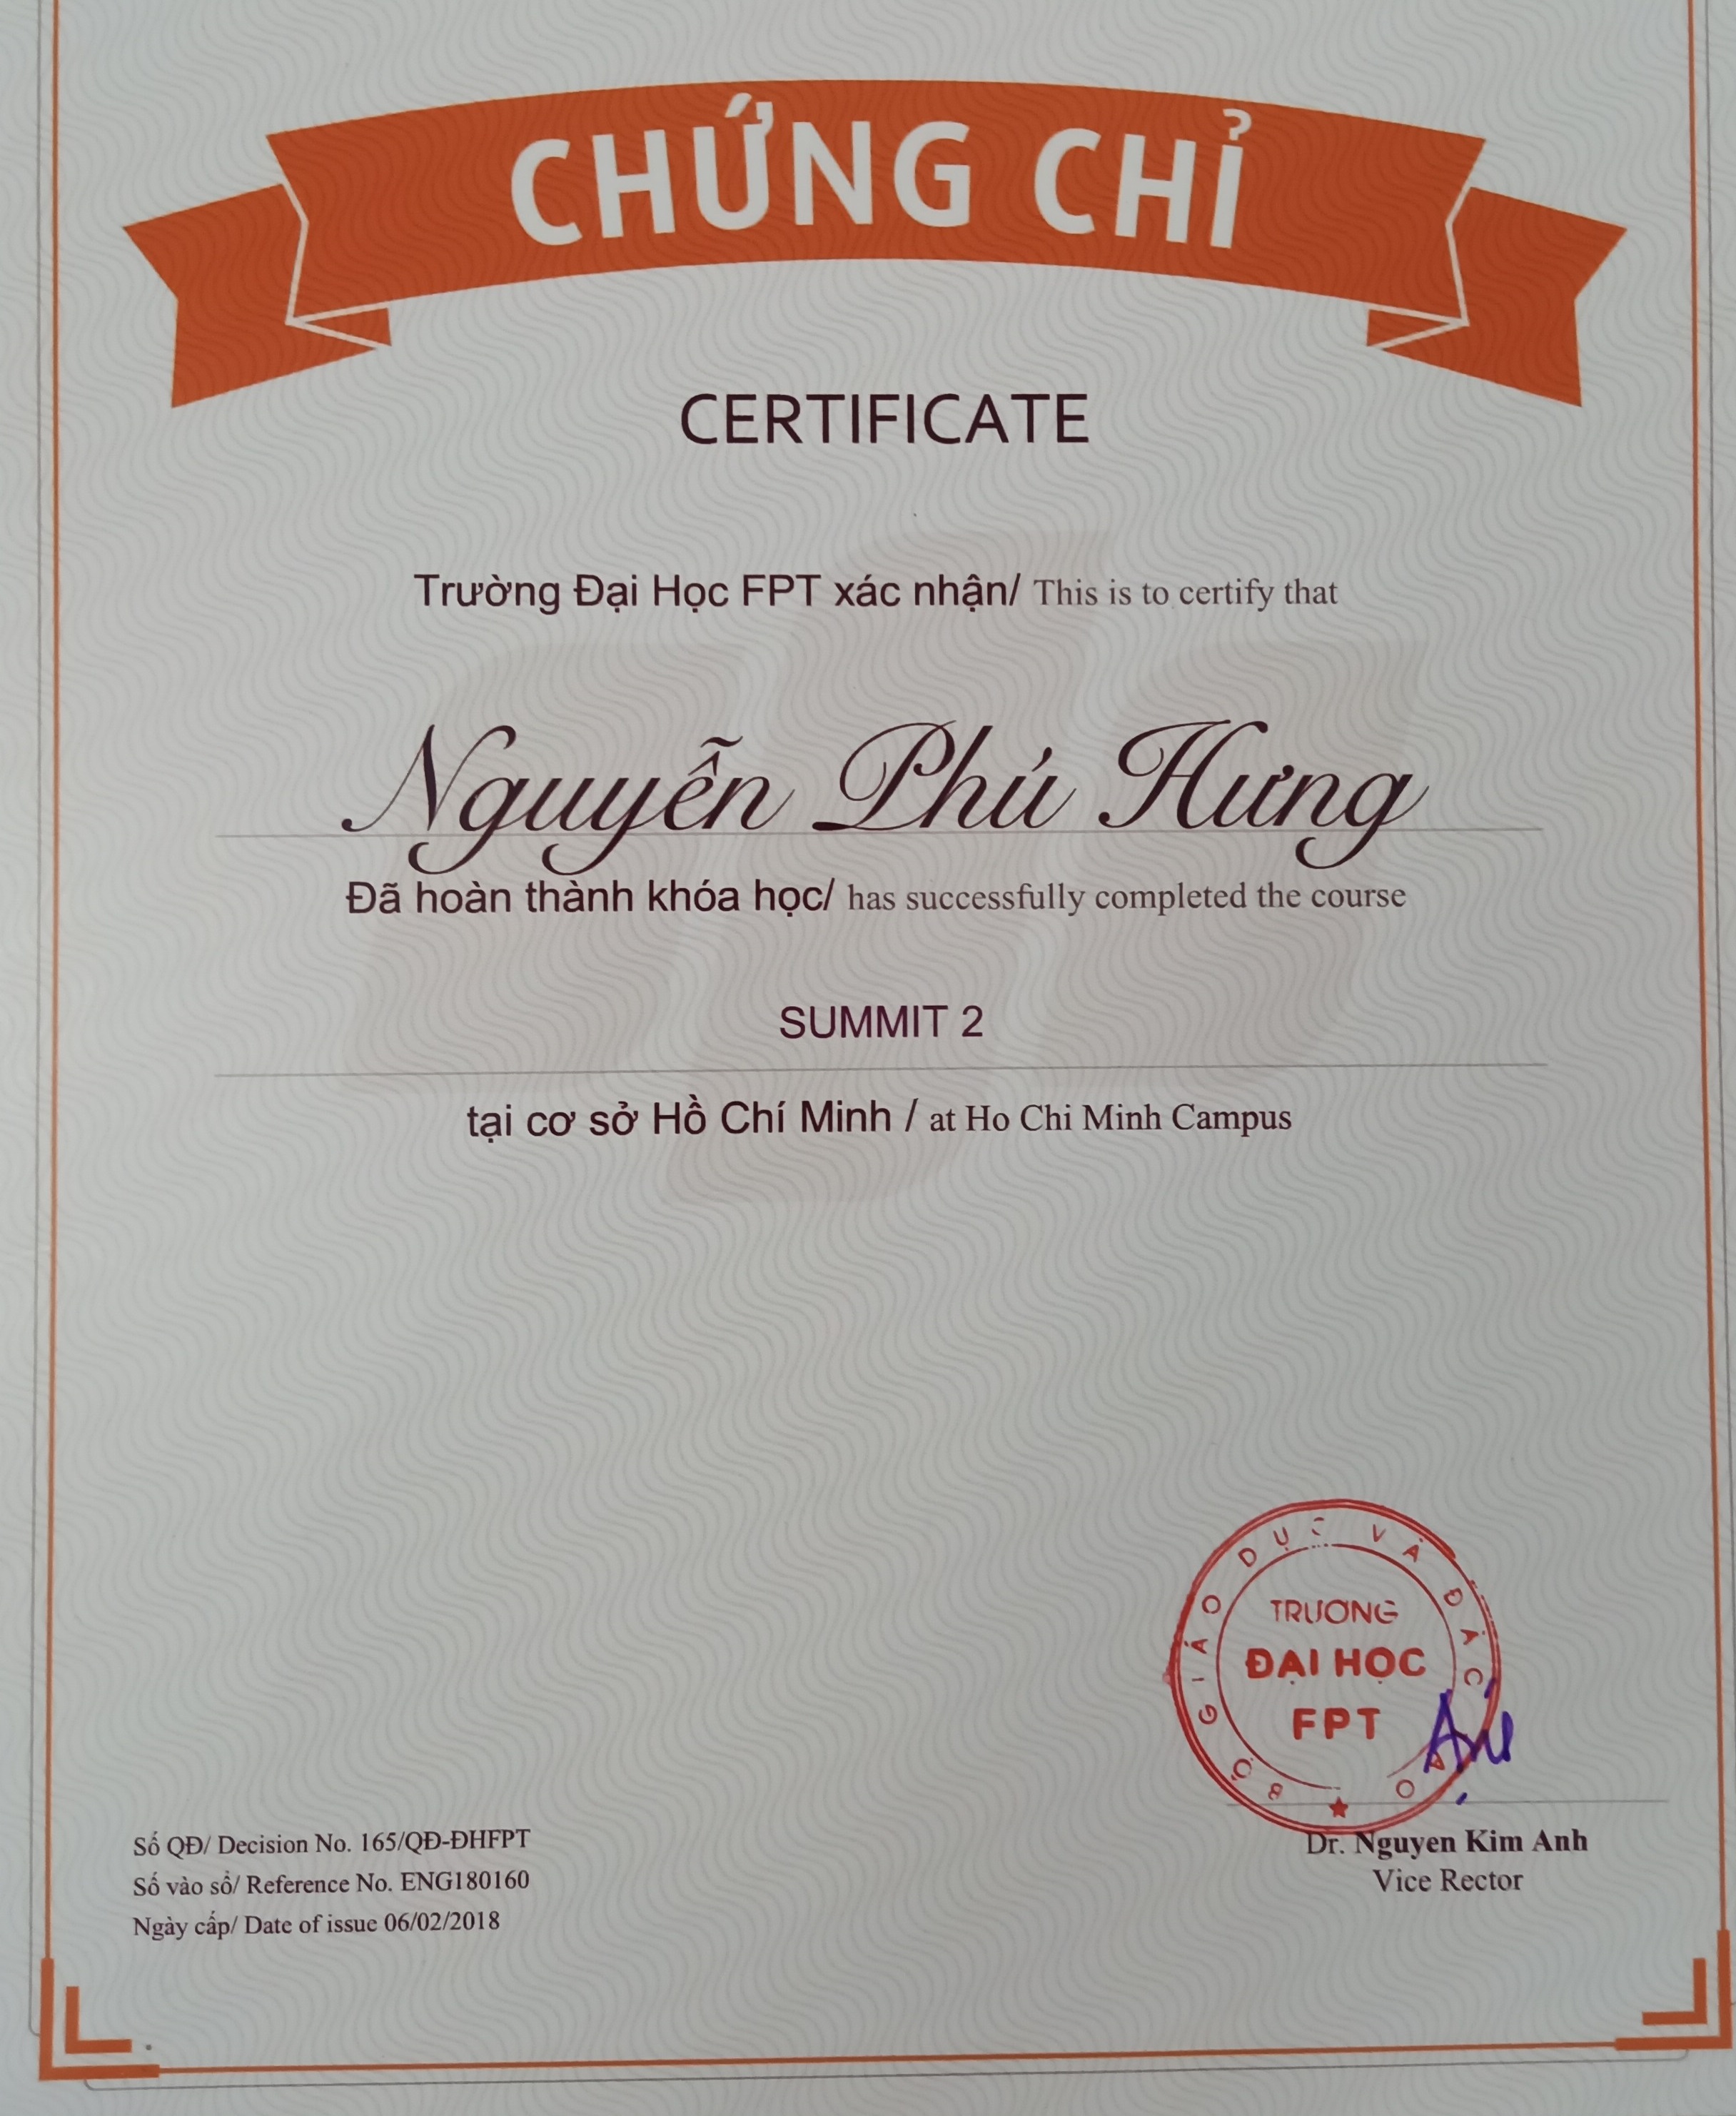 CHỨNG CHỈ
CERTIFICATE
Trường Đại Học FPT xác nhận/ This is to certify that
Nguyễn Phú Hưng
Đã hoàn thành khóa học/ has successfully completed the course
SUMMIT 2
tại cơ sở Hồ Chí Minh / at Ho Chi Minh Campus
BỘ GIÁO DỤC VÀ ĐÀO TẠO
TRƯỜNG
ĐẠI HỌC
FPT
Số QĐ/ Decision No. 165/QĐ-ĐHFPT
Số vào sổ/ Reference No. ENG180160
Ngày cấp/ Date of issue 06/02/2018
Dr. Nguyen Kim Anh
Vice Rector